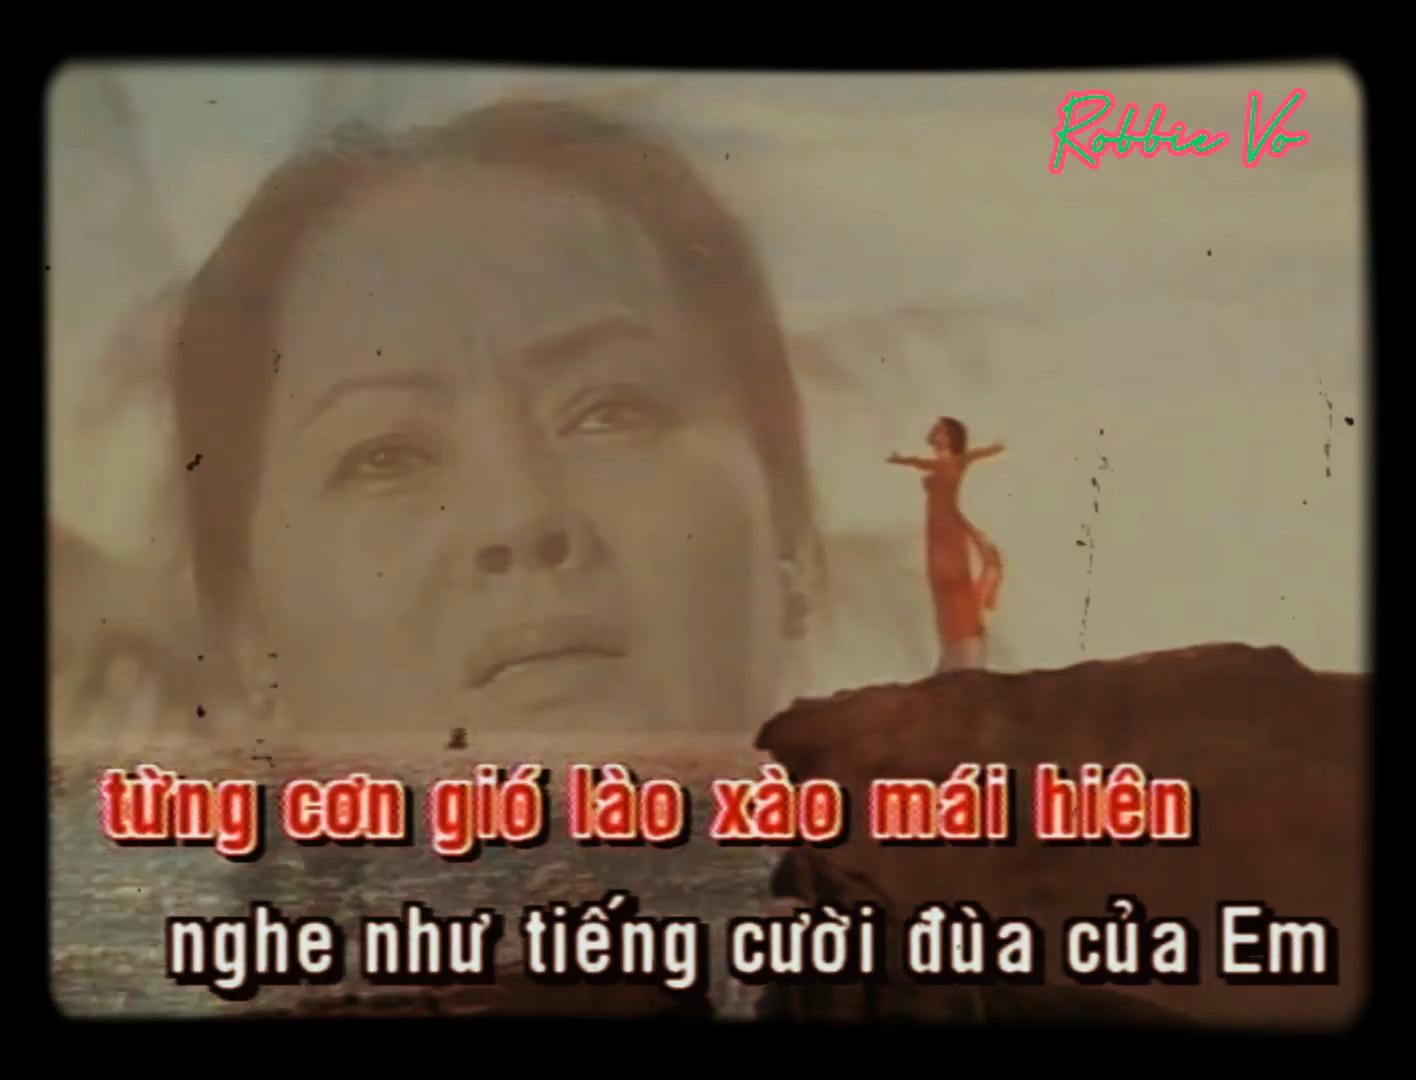 Robbie Vo
từng cơn gió lào xào mái hiên
nghe như tiếng cười đùa của Em